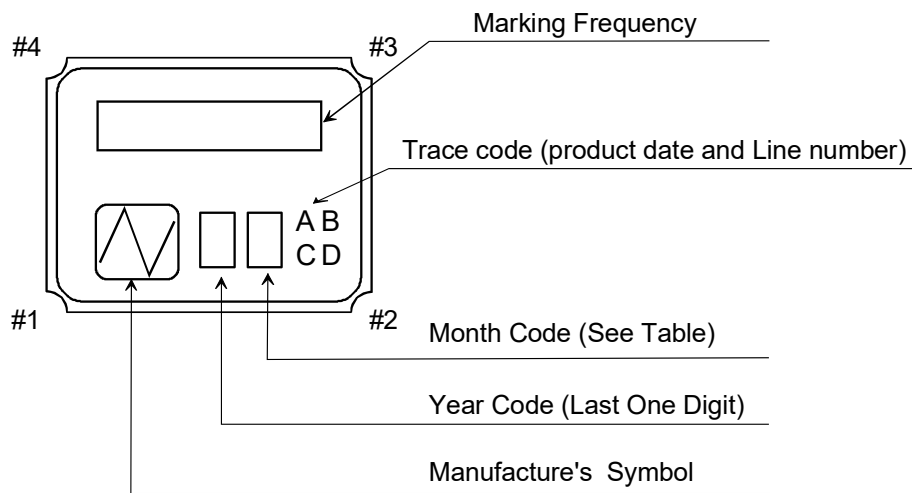 Marking Frequency
#4
#3
Trace code (product date and Line number)
A B
C D
#1
#2
Month Code (See Table)
Year Code (Last One Digit)
Manufacture's Symbol